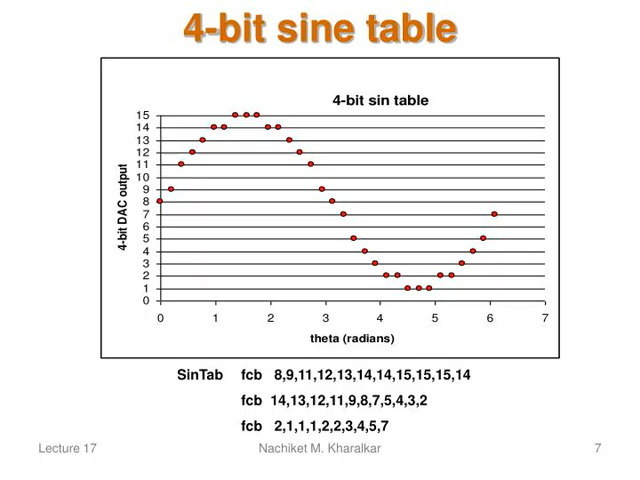 4-bit sine table
4-bit sin table
4-bit DAC output
15
14
13
12
11
10
9
8
7
6
5
4
3
2
1
0
0 1 2 3 4 5 6 7
theta (radians)
SinTab fcb 8,9,11,12,13,14,14,15,15,15,14
fcb 14,13,12,11,9,8,7,5,4,3,2
fcb 2,1,1,1,2,2,3,4,5,7
Lecture 17 Nachiket M. Kharalkar 7